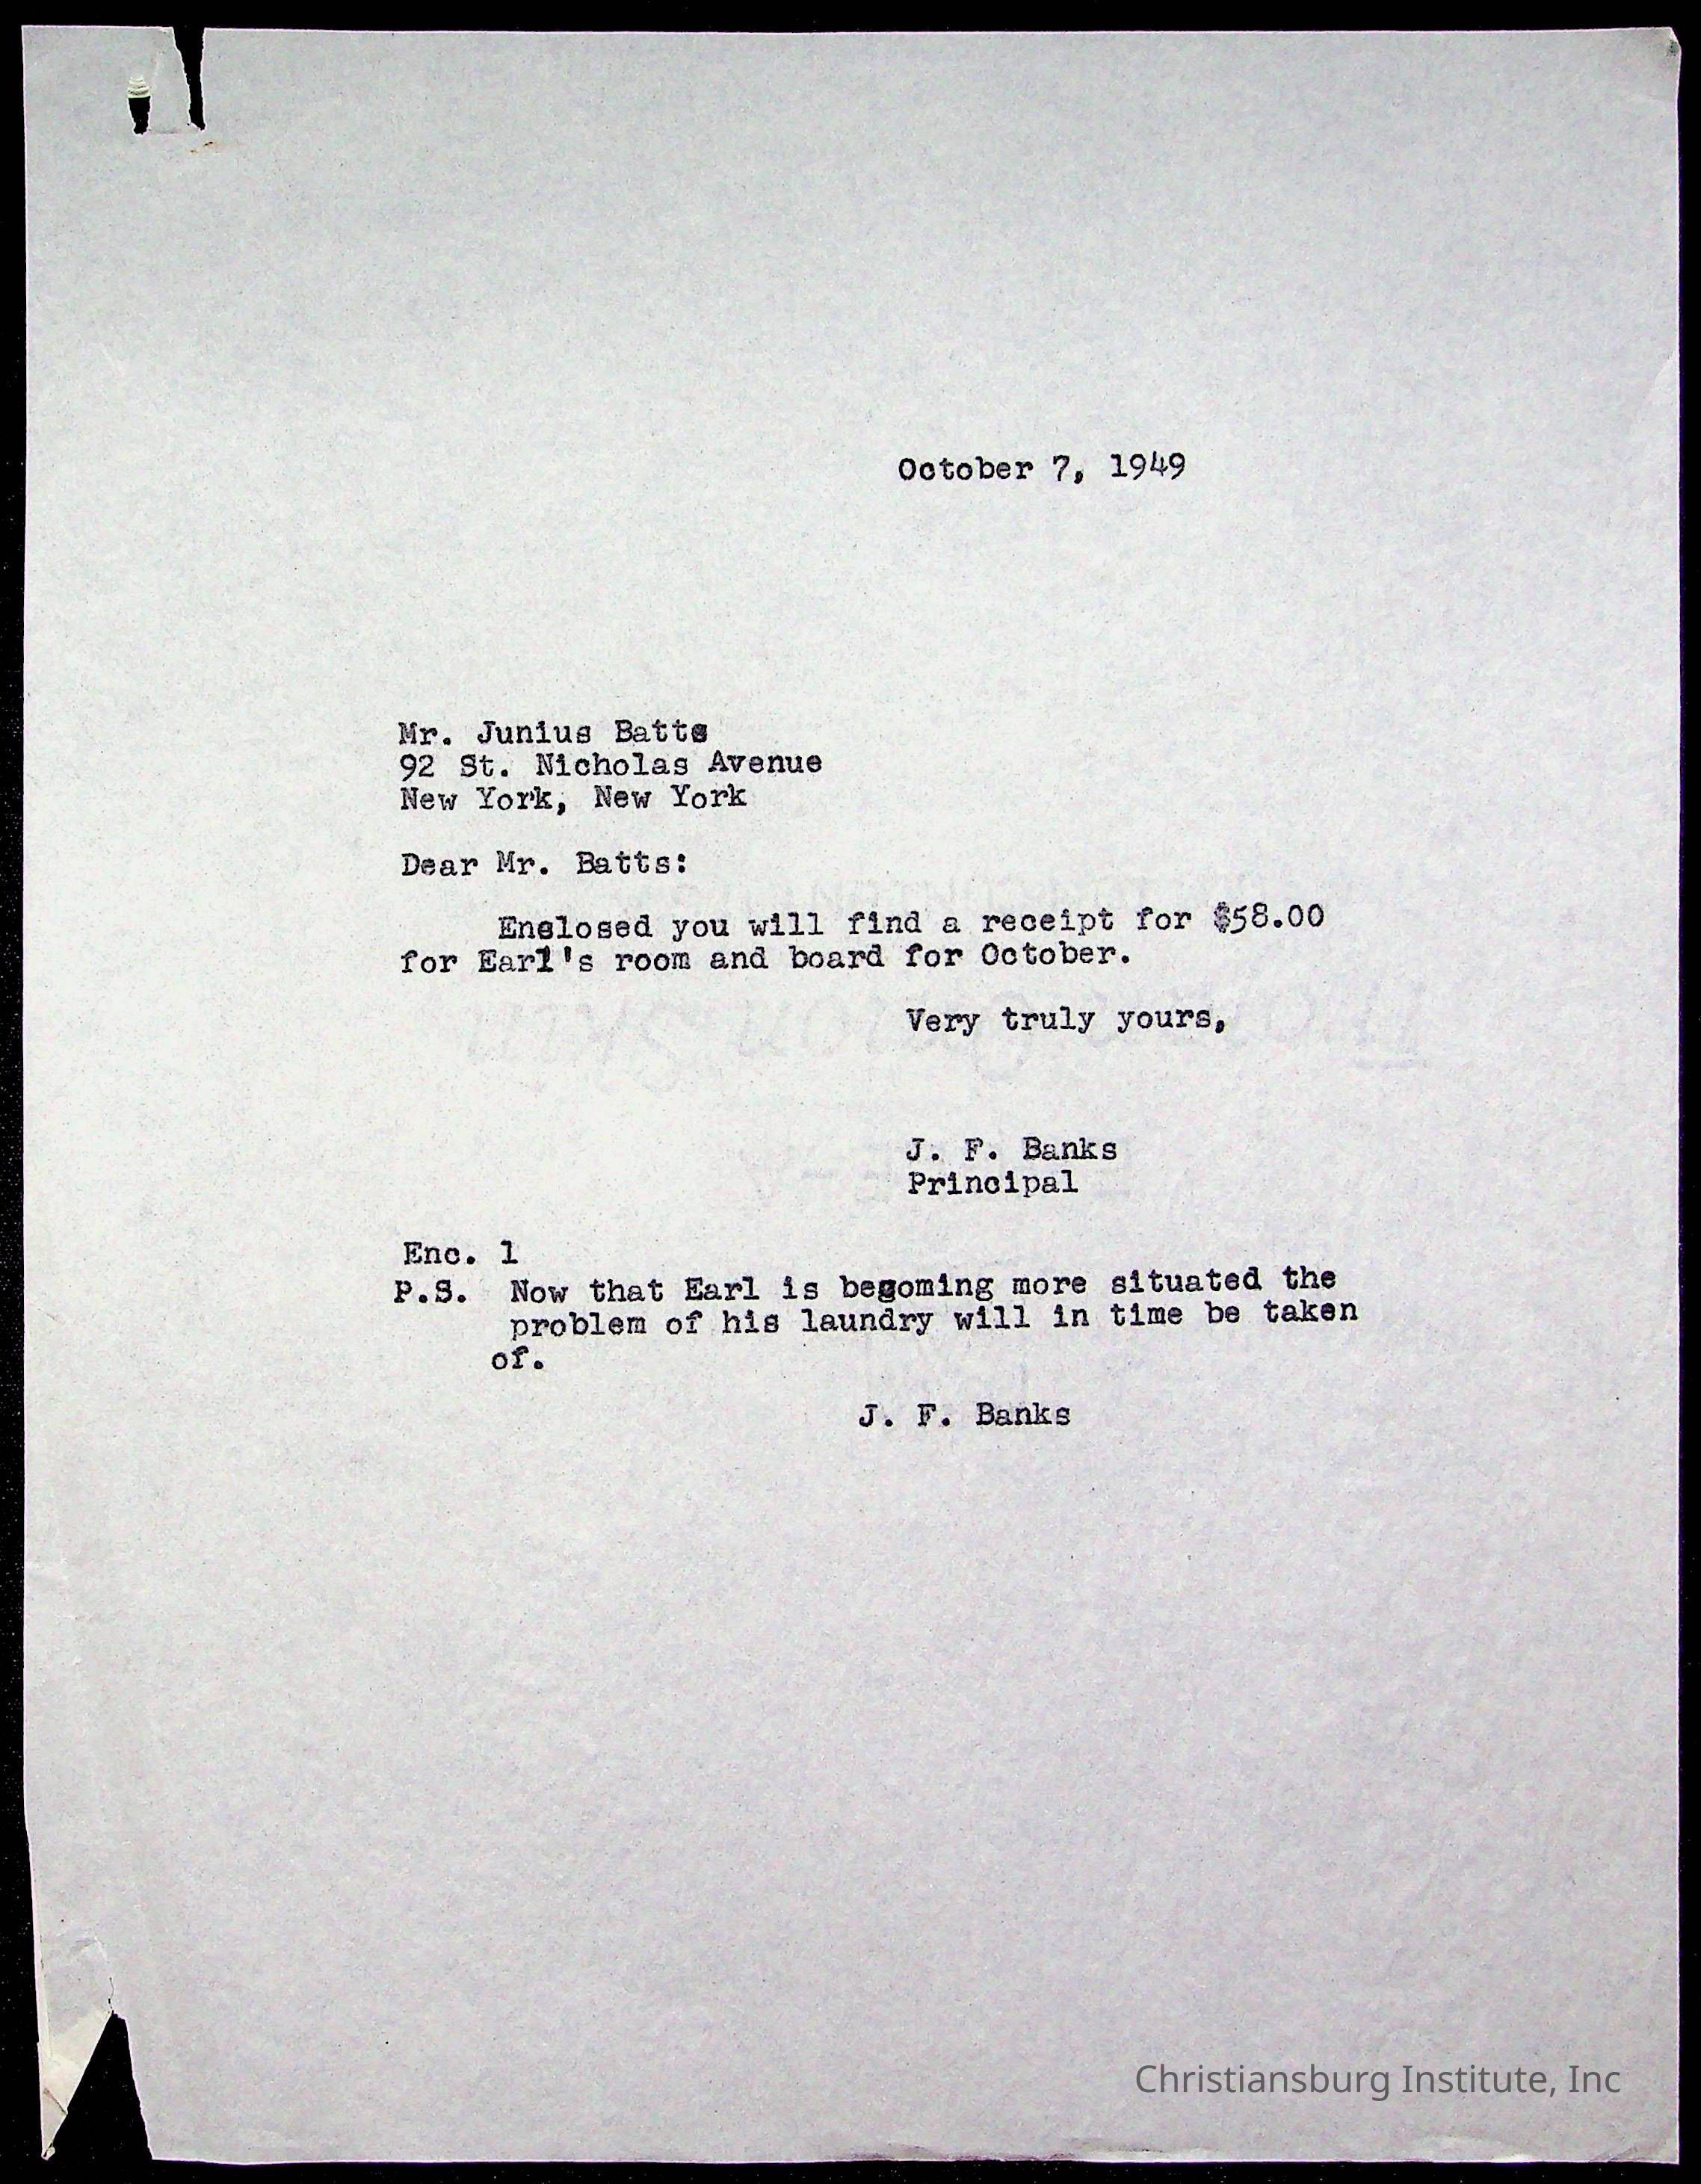 October 7, 1949
Mr. Junius Batts
92 St. Nicholas Avenue
New York, New York
Dear Mr. Batts:
Enclosed you will find a receipt for $58.00
for Earl's room and board for October.
Very truly yours,
J. F. Banks
Principal
Enc. 1
P.S. Now that Earl is becoming more situated the
problem of his laundry will in time be taken
of.
J. F. Banks
Christiansburg Institute, Inc